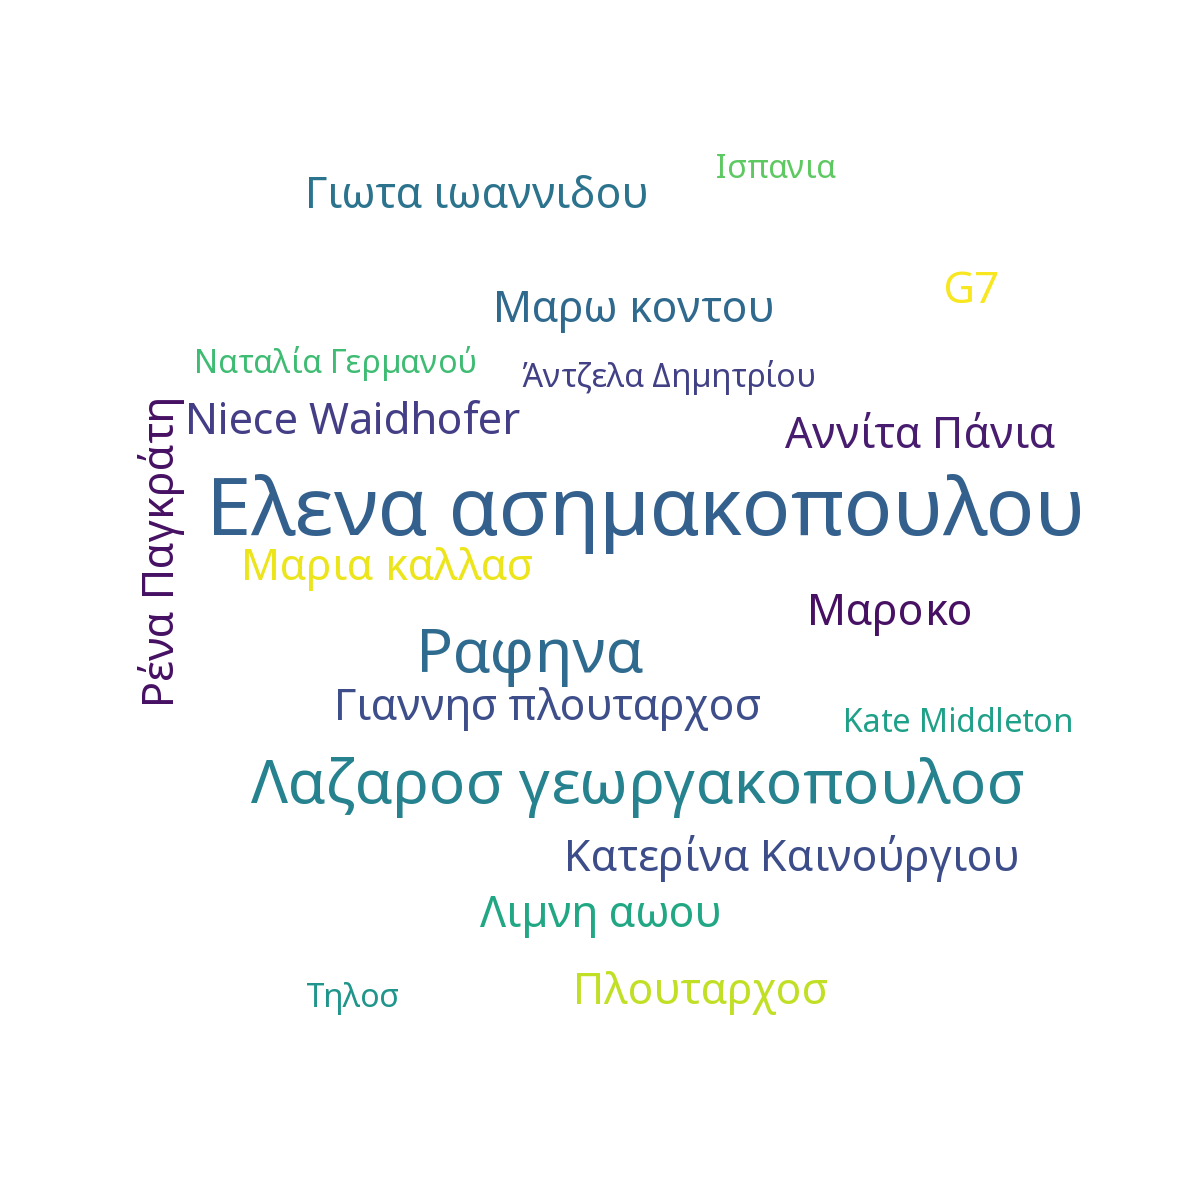 Ισπανια
Γιωτα ιωαννιδου
G7
Μαρω κοντου
Ναταλία Γερμανού
Άντζελα Δημητρίου
Niece Waidhofer
Αννίτα Πάνια
Ρένα Παγκράτη
Ελενα ασημακοπουλου
Μαρια καλλασ
Μαροκο
Ραφηνα
Γιαννησ πλουταρχοσ
Kate Middleton
Λαζαροσ γεωργακοπουλοσ
Κατερίνα Καινούργιου
Λιμνη αωου
Πλουταρχοσ
Τηλοσ